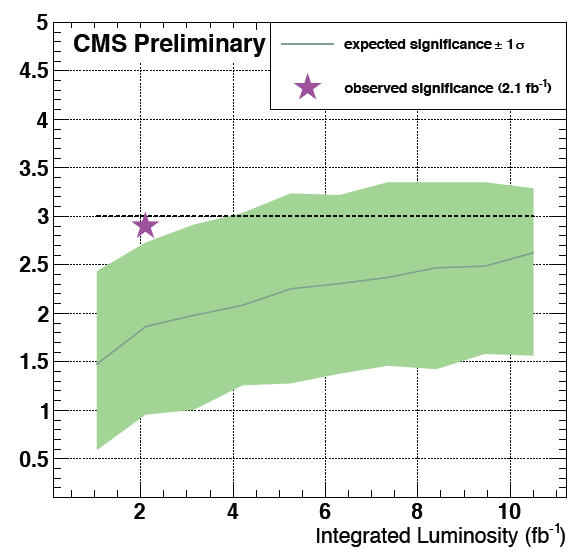 CMS Preliminary
expected significance ± 1σ
observed significance (2.1 fb⁻¹)
5
4.5
4
3.5
3
2.5
2
1.5
1
0.5
2 4 6 8 10
Integrated Luminosity (fb⁻¹)